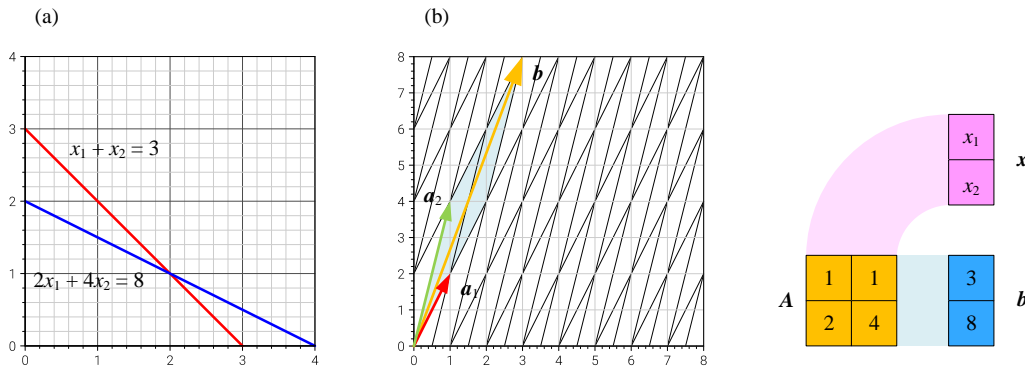 (a)
4
3
2
1
0
0 1 2 3 4
x₁ + x₂ = 3
2x₁ + 4x₂ = 8
(b)
8
7
6
5
4
3
2
1
0
0 1 2 3 4 5 6 7 8
b
a₂
a₁
x₁
x₂
x
A
1 1
2 4
3
8
b